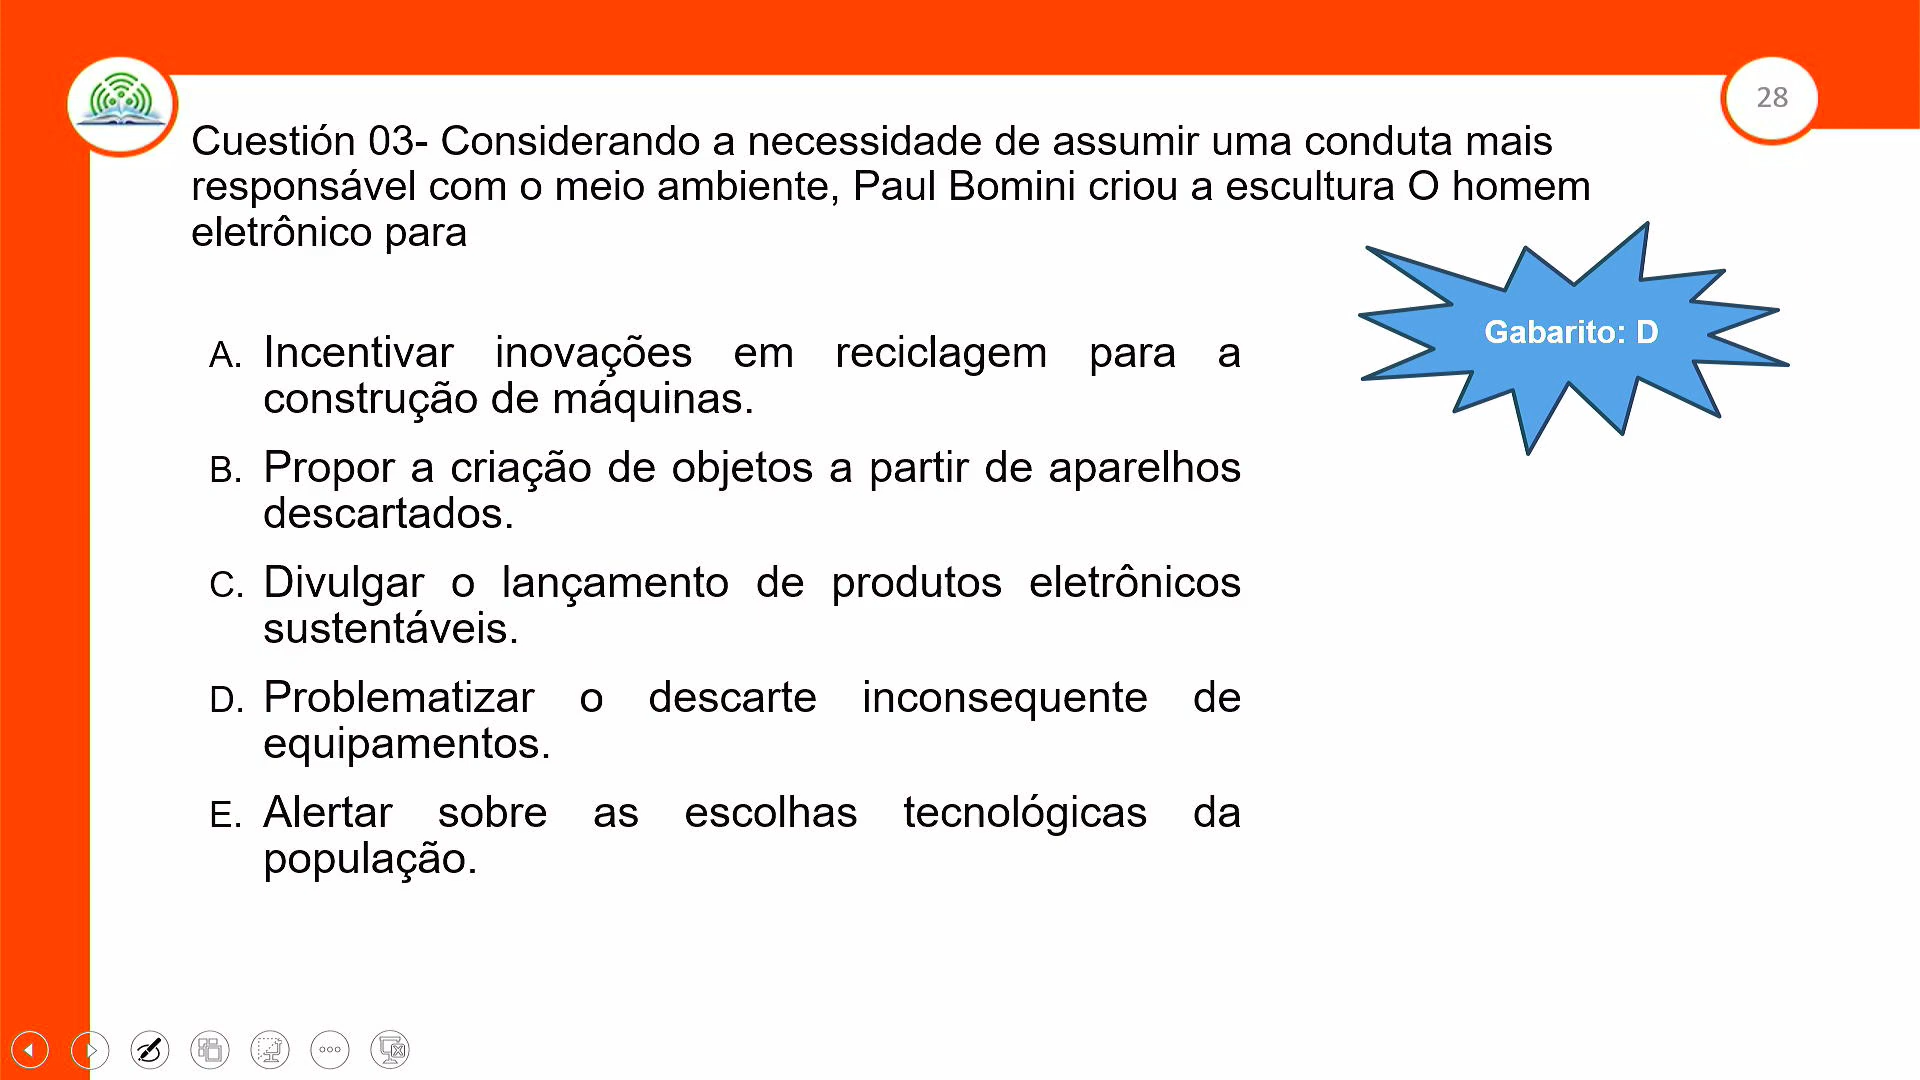 28
Cuestión 03- Considerando a necessidade de assumir uma conduta mais
responsável com o meio ambiente, Paul Bomini criou a escultura O homem
eletrônico para
Gabarito: D
A. Incentivar inovações em reciclagem para a
construção de máquinas.
B. Propor a criação de objetos a partir de aparelhos
descartados.
C. Divulgar o lançamento de produtos eletrônicos
sustentáveis.
D. Problematizar o descarte inconsequente de
equipamentos.
E. Alertar sobre as escolhas tecnológicas da
população.